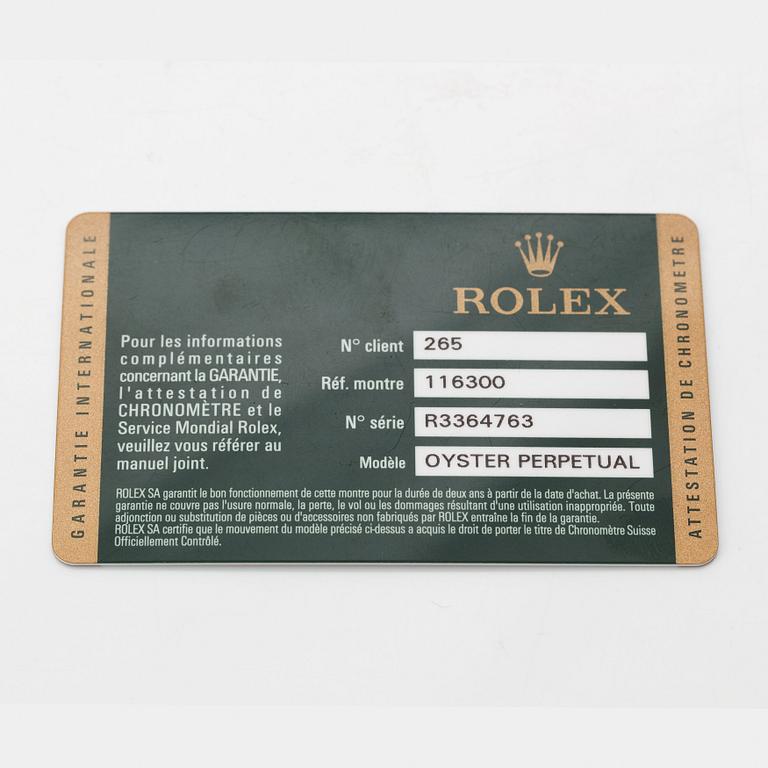 GARANTIE INTERNATIONALE
ROLEX
Pour les informations
complémentaires
concernant la GARANTIE,
l'attestation de
CHRONOMÈTRE et le
Service Mondial Rolex,
veuillez vous référer au
manuel joint.
N° client 265
Réf. montre 116300
N° série R3364763
Modèle OYSTER PERPETUAL
ROLEX SA garantit le bon fonctionnement de cette montre pour la durée de deux ans à partir de la date d'achat. La présente
garantie ne couvre pas l'usure normale, la perte, le vol ou les dommages résultant d'une utilisation inappropriée. Toute
adjonction ou substitution de pièces ou d'accessoires non fabriqués par ROLEX entraîne la fin de la garantie.
ROLEX SA certifie que le mouvement du modèle précisé ci-dessus a acquis le droit de porter le titre de Chronomètre Suisse
Officiellement Contrôlé.
ATTESTATION DE CHRONOMETRE